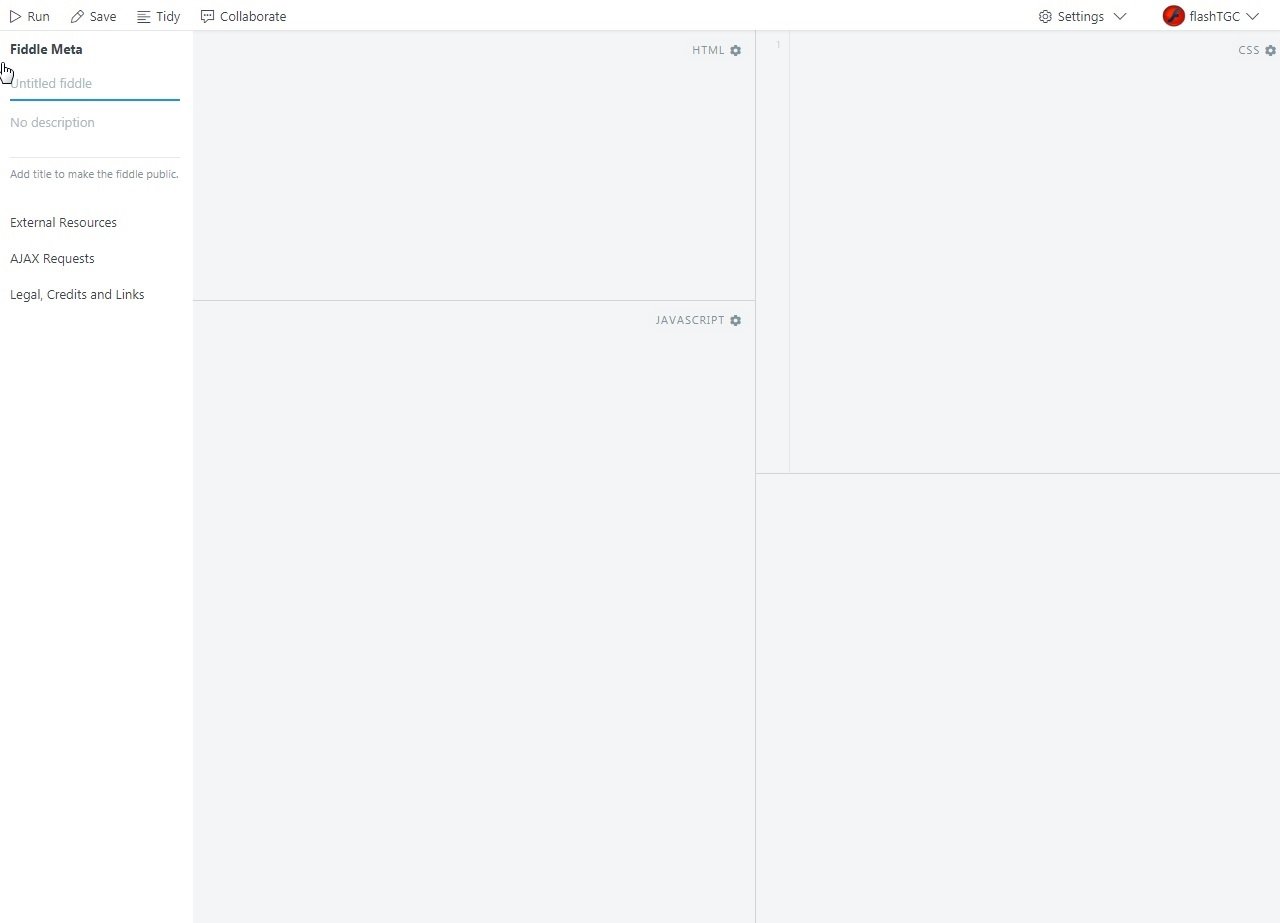 Run Save Tidy Collaborate Settings flashTGC
Fiddle Meta
Untitled fiddle
No description
Add title to make the fiddle public.
External Resources
AJAX Requests
Legal, Credits and Links
HTML
JAVASCRIPT
1
CSS